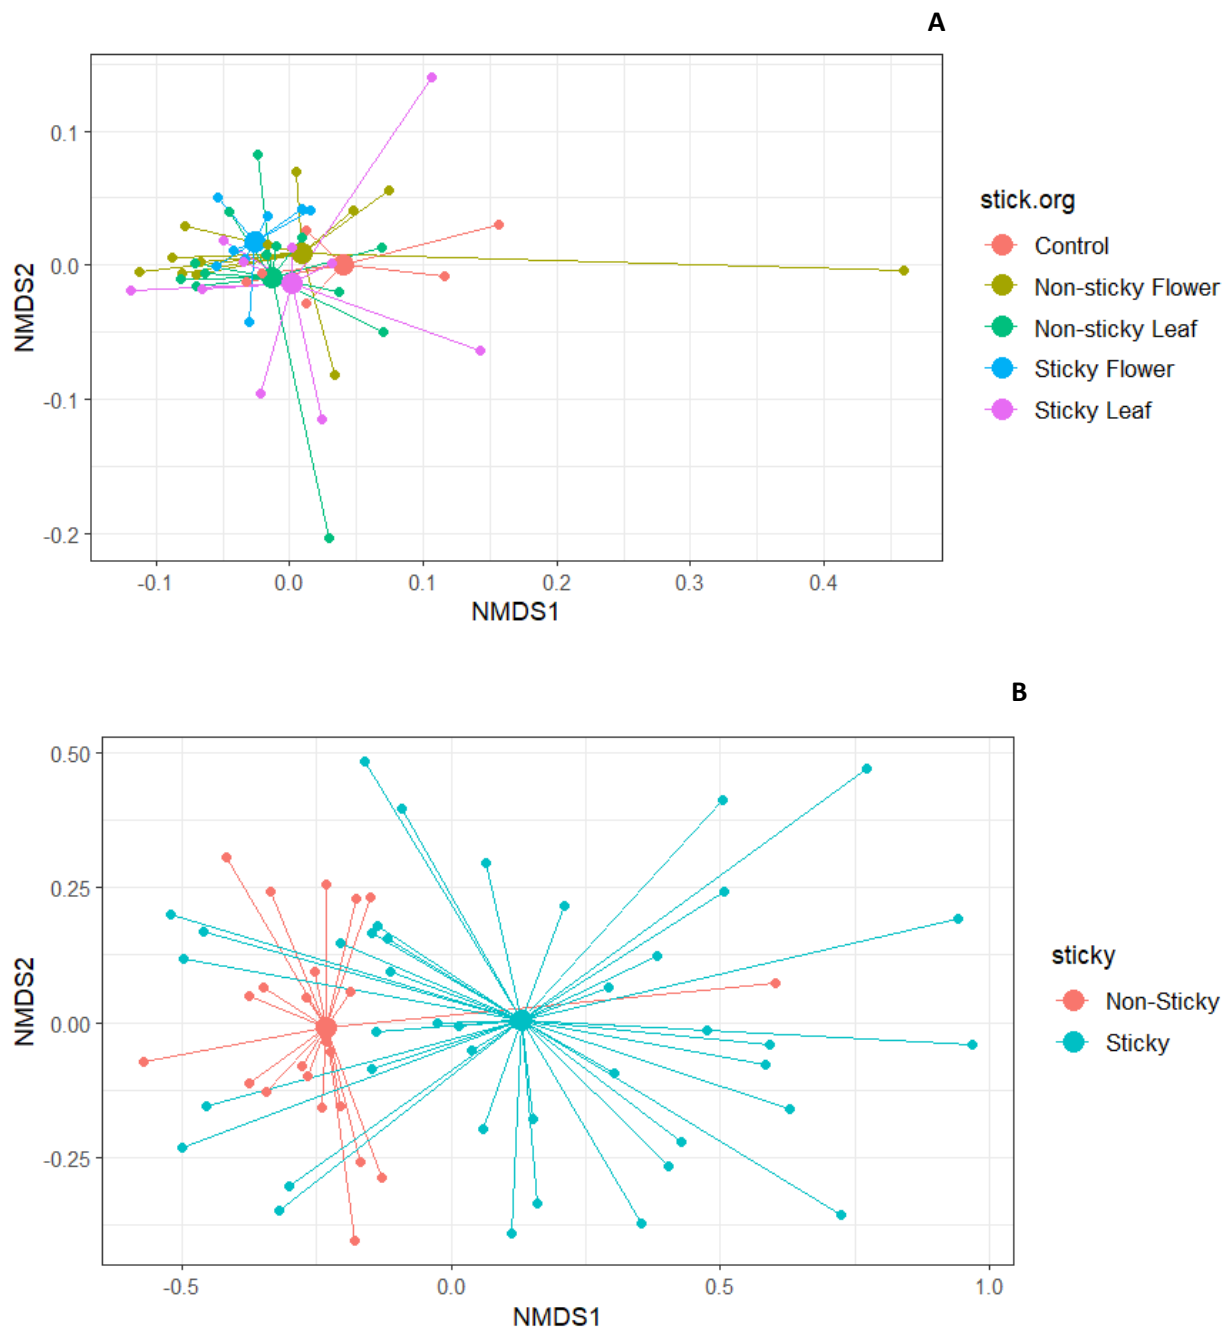 A
0.1
0.0
-0.1
-0.2
NMDS2
-0.1
0.0
0.1
0.2
0.3
0.4
NMDS1
stick.org
Control
Non-sticky Flower
Non-sticky Leaf
Sticky Flower
Sticky Leaf
B
0.50
0.25
0.00
-0.25
NMDS2
-0.5
0.0
0.5
1.0
NMDS1
sticky
Non-Sticky
Sticky